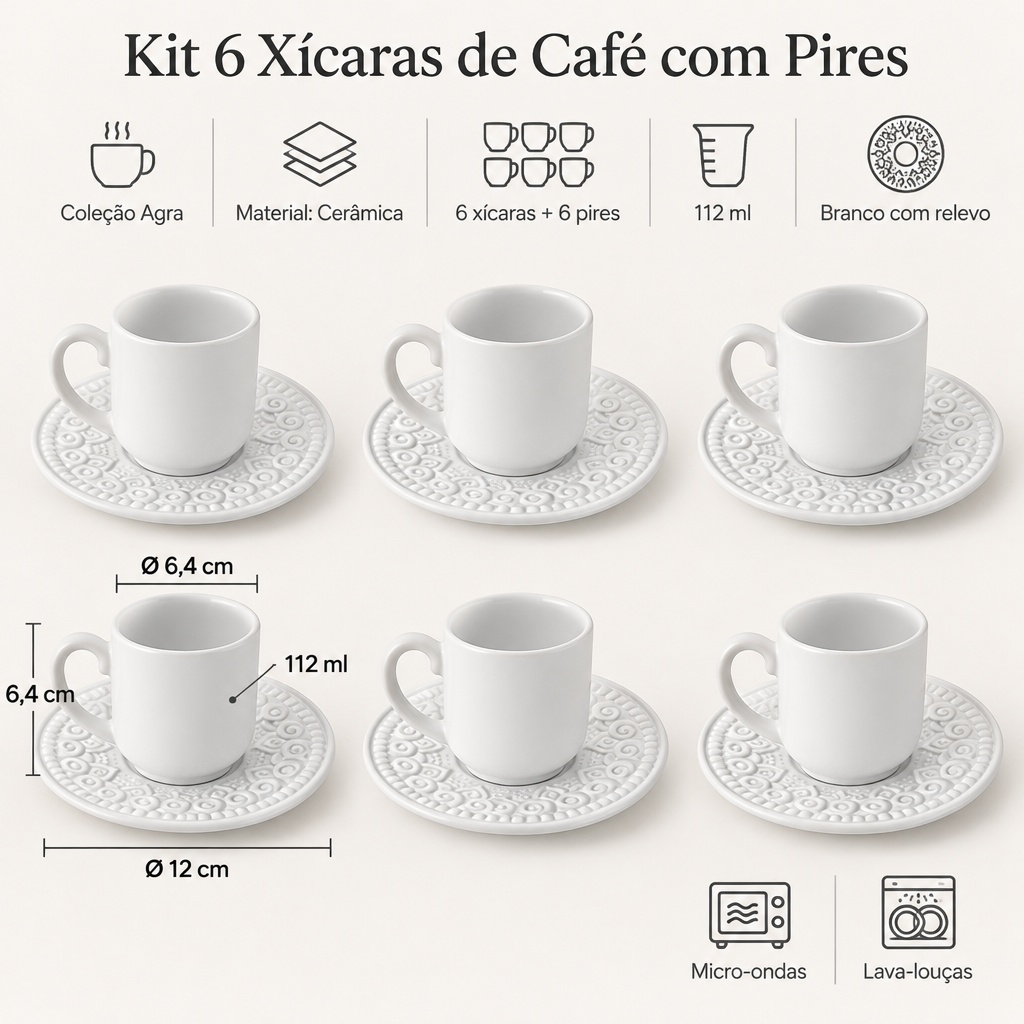 Kit 6 Xícaras de Café com Pires
Coleção Agra
Material: Cerâmica
6 xícaras + 6 pires
112 ml
Branco com relevo
Ø 6,4 cm
112 ml
6,4 cm
Ø 12 cm
Micro-ondas
Lava-louças